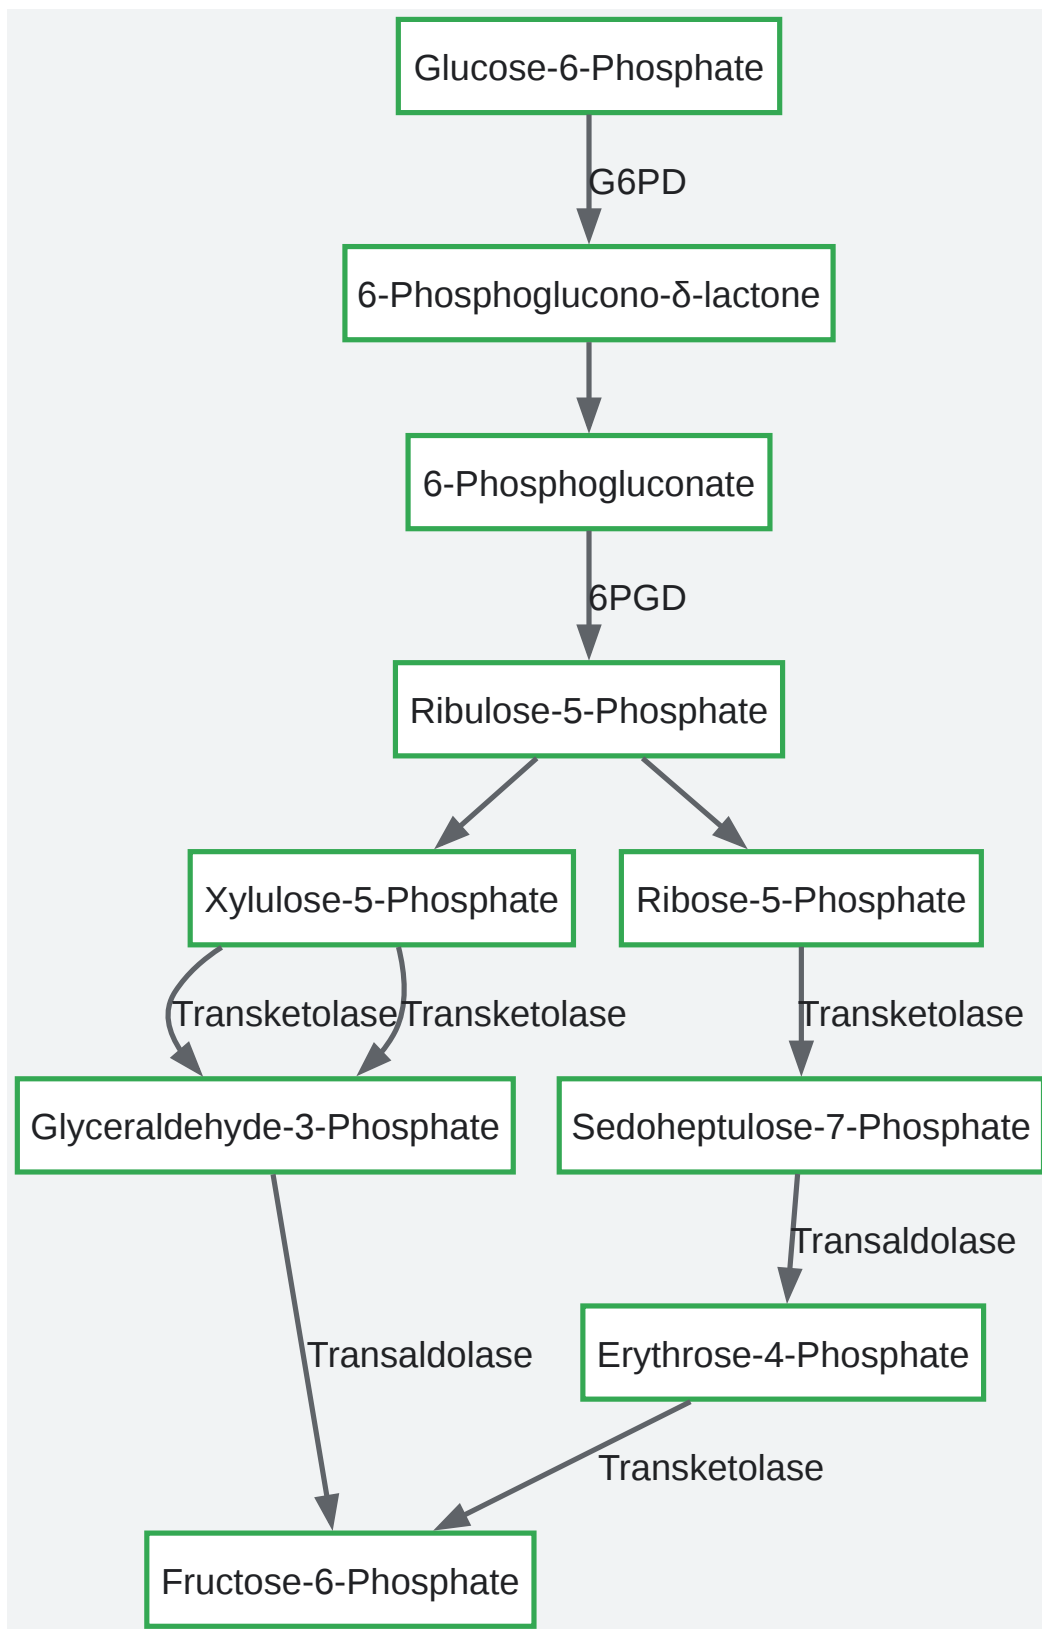 Glucose-6-Phosphate
G6PD
6-Phosphoglucono-δ-lactone
6-Phosphogluconate
6PGD
Ribulose-5-Phosphate
Xylulose-5-Phosphate
Ribose-5-Phosphate
Transketolase
Transketolase
Transketolase
Glyceraldehyde-3-Phosphate
Sedoheptulose-7-Phosphate
Transaldolase
Transaldolase
Erythrose-4-Phosphate
Transketolase
Fructose-6-Phosphate